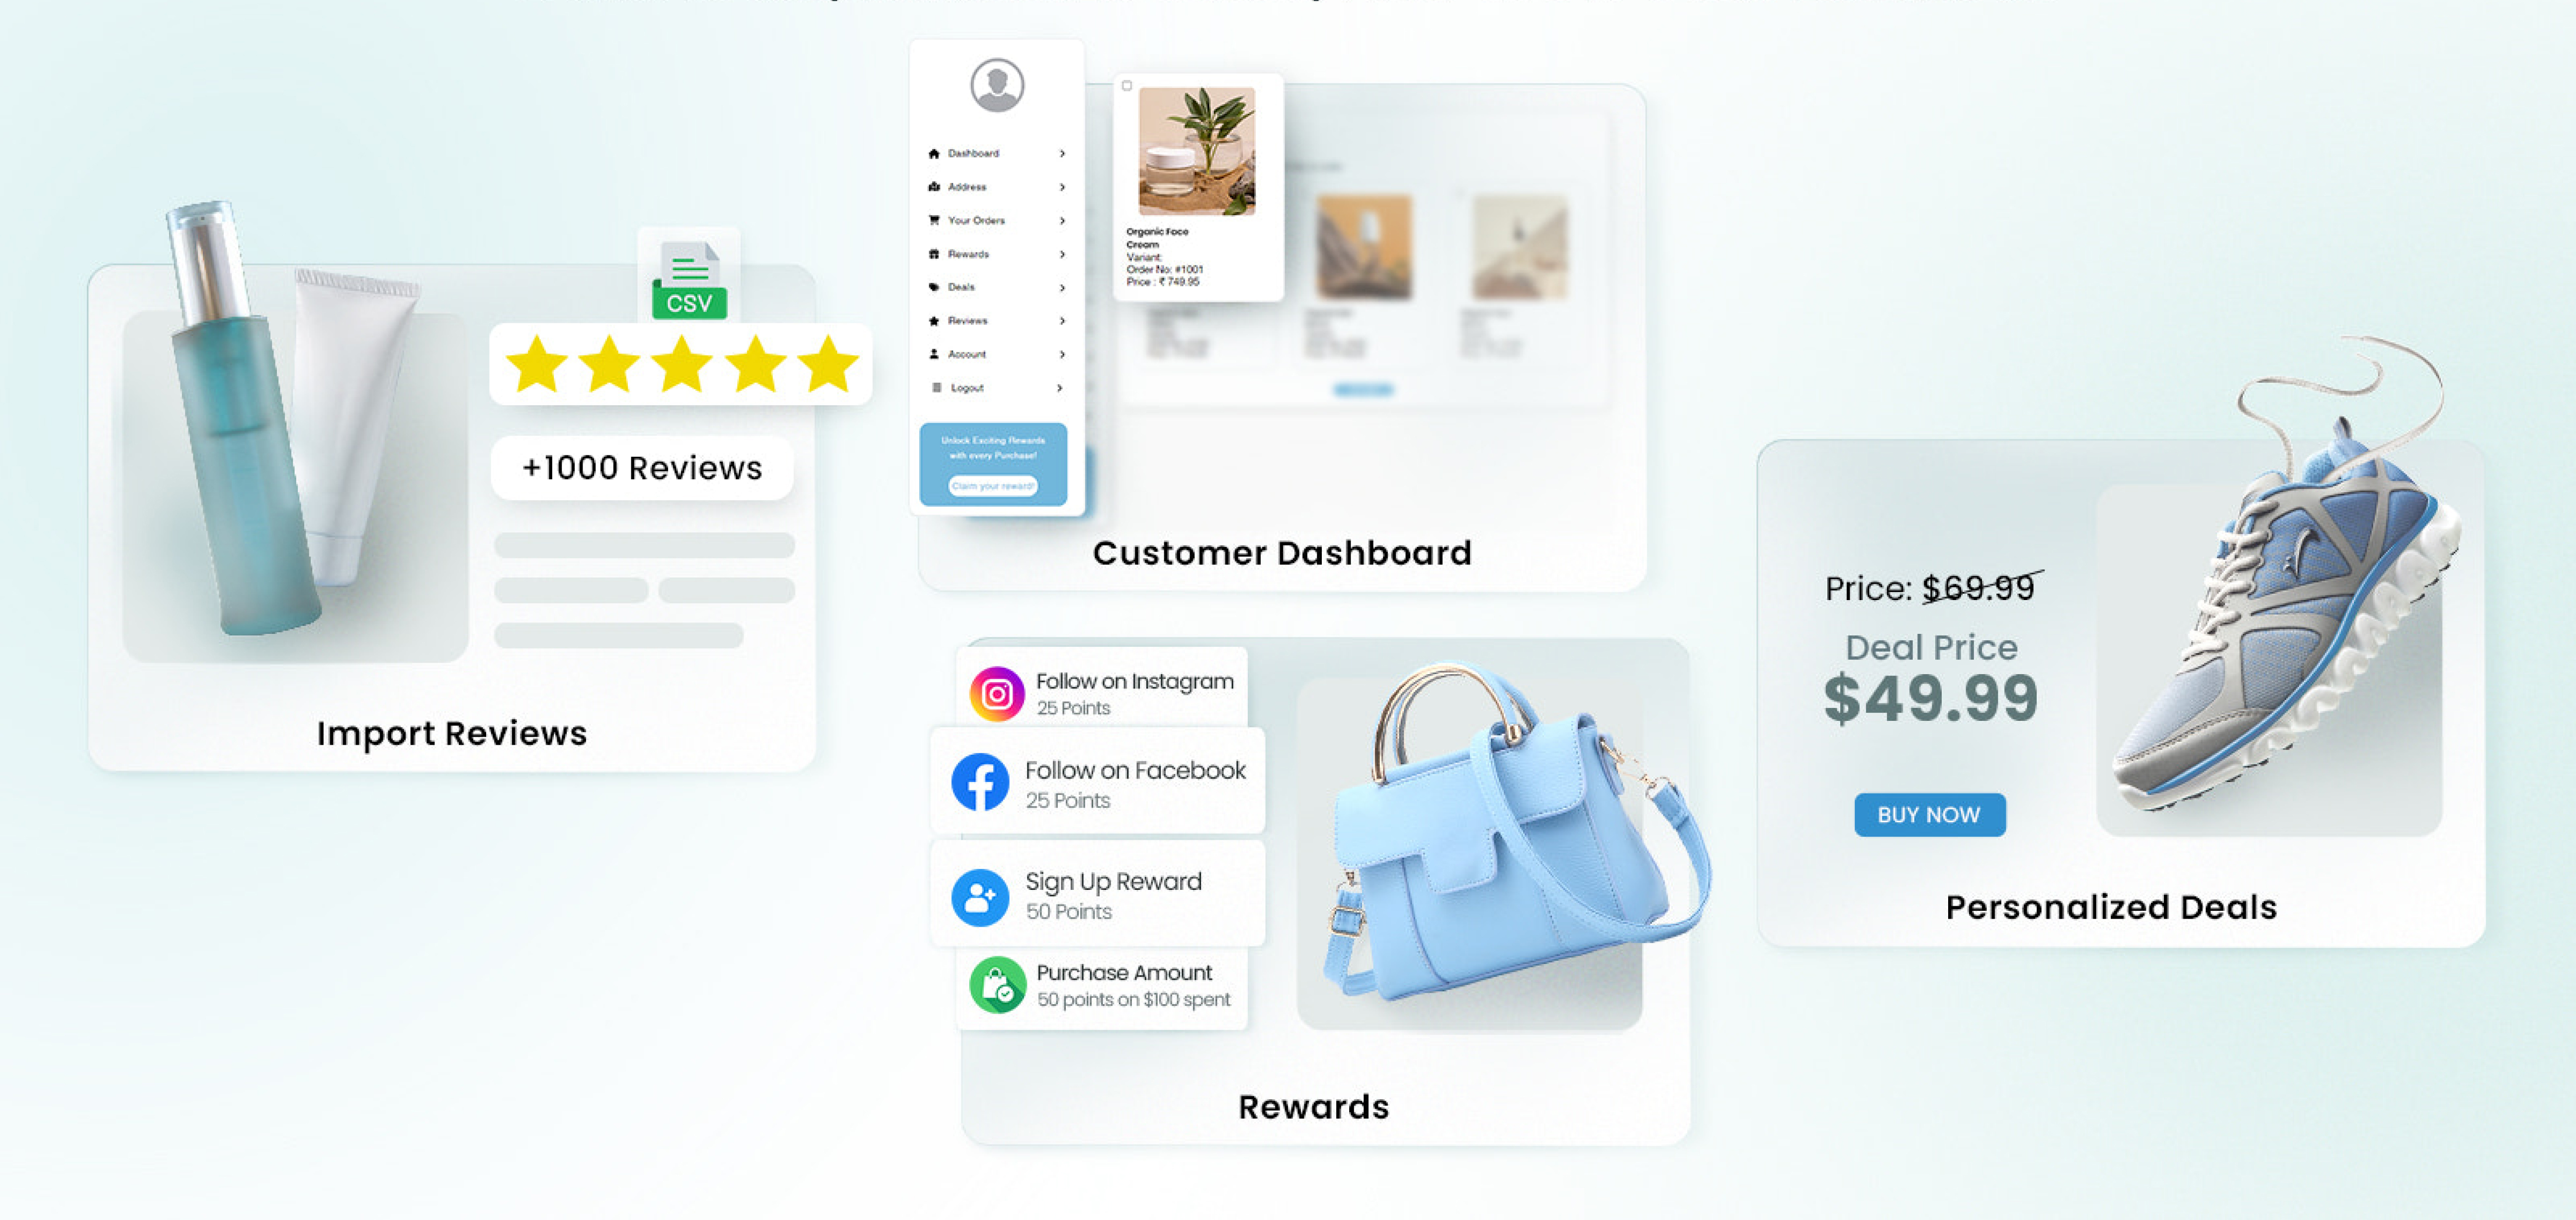 CSV
+1000 Reviews
Import Reviews
Dashboard
Address
Your Orders
Rewards
Deals
Reviews
Account
Logout
Unlock Exciting Rewards
with every Purchase!
Claim your reward!
Organic Face
Cream
Variant:
Order No: #1001
Price : ₹ 749.95
Customer Dashboard
Follow on Instagram
25 Points
Follow on Facebook
25 Points
Sign Up Reward
50 Points
Purchase Amount
50 points on $100 spent
Rewards
Price: $69.99
Deal Price
$49.99
BUY NOW
Personalized Deals